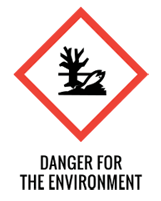 DANGER FOR
THE ENVIRONMENT